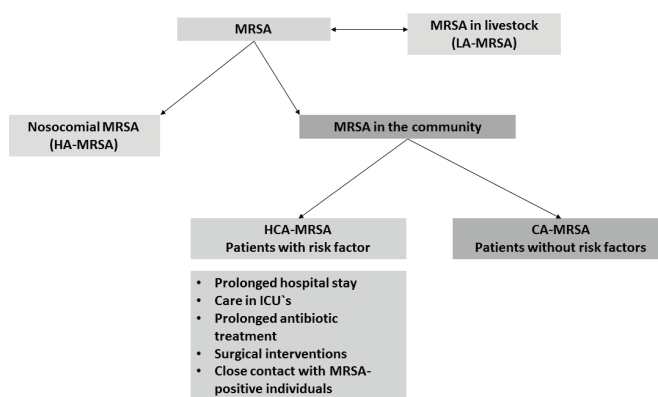 MRSA
MRSA in livestock
(LA-MRSA)
Nosocomial MRSA
(HA-MRSA)
MRSA in the community
HCA-MRSA
Patients with risk factor
CA-MRSA
Patients without risk factors
• Prolonged hospital stay
• Care in ICU`s
• Prolonged antibiotic
treatment
• Surgical interventions
• Close contact with MRSA-
positive individuals